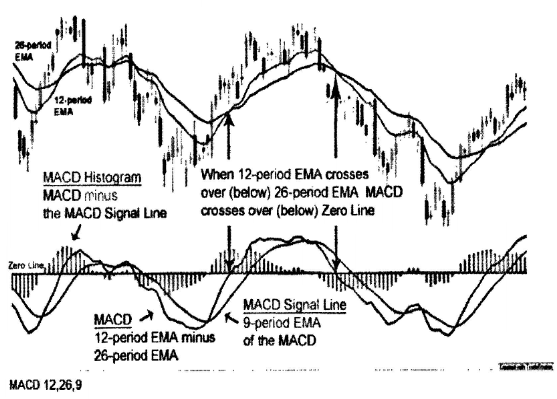 26-period
EMA
12-period
EMA
MACD Histogram
MACD minus
the MACD Signal Line
When 12-period EMA crosses
over (below) 26-period EMA MACD
crosses over (below) Zero Line
Zero Line
MACD
12-period EMA minus
26-period EMA
MACD Signal Line
9-period EMA
of the MACD
MACD 12,26,9